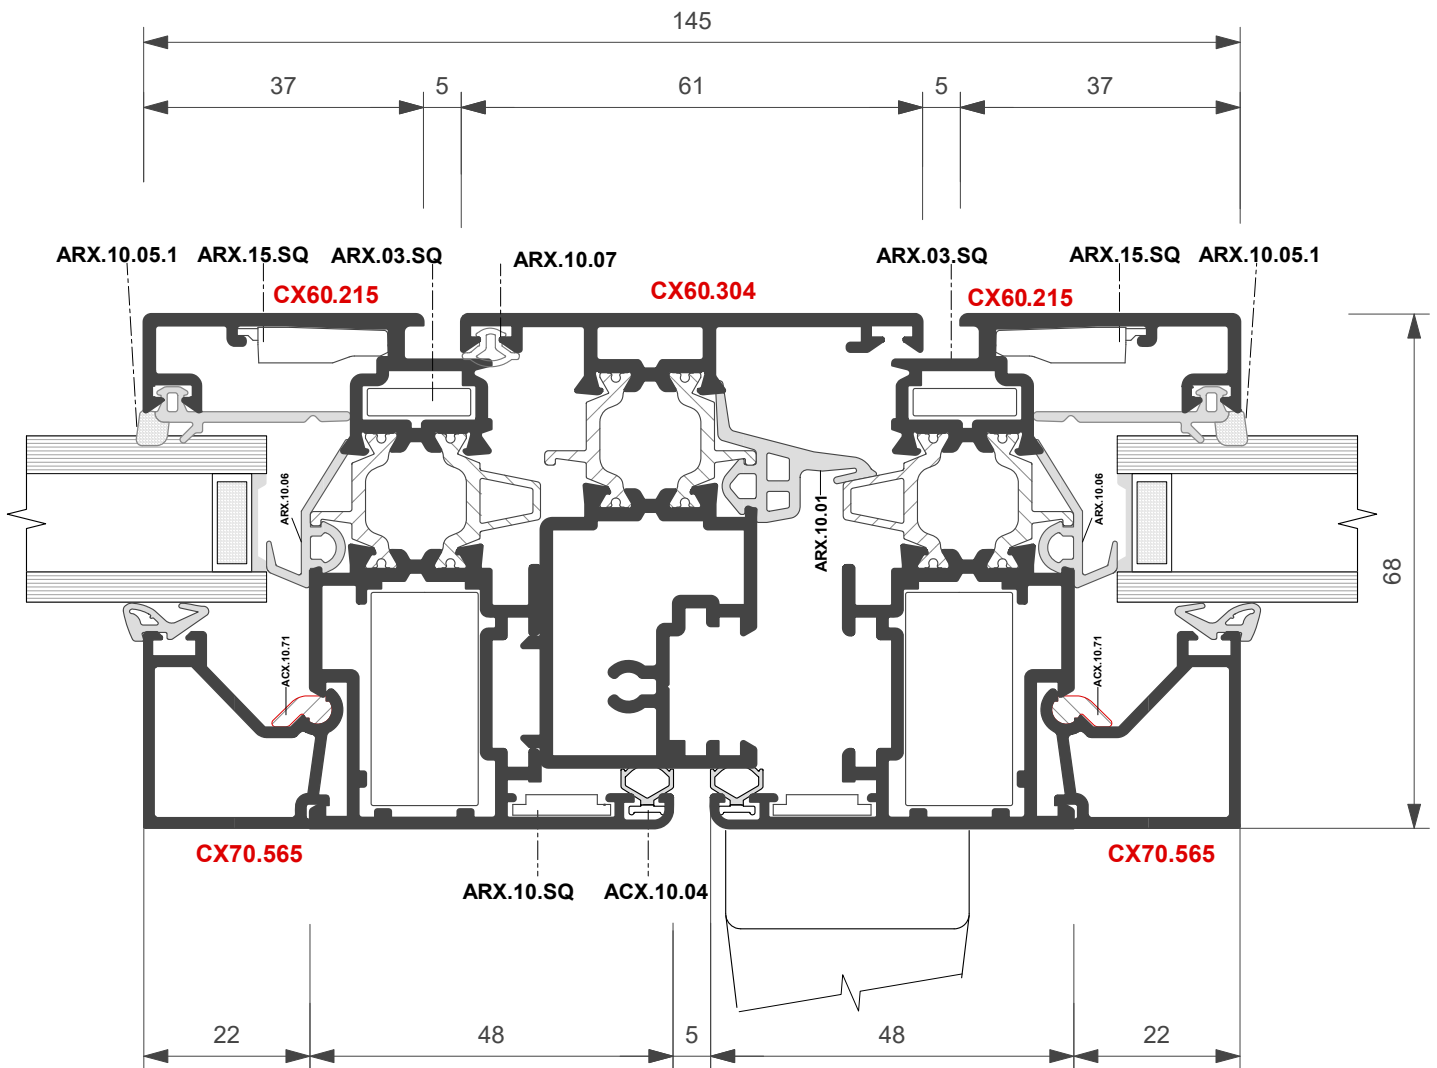 145
37 5 61 5 37
ARX.10.05.1 ARX.15.SQ ARX.03.SQ ARX.10.07 ARX.03.SQ ARX.15.SQ ARX.10.05.1
CX60.215 CX60.304 CX60.215
ARX.10.06 ARX.10.01 ARX.10.06
68
ACX.10.71 ACX.10.71
CX70.565 CX70.565
ARX.10.SQ ACX.10.04
22 48 5 48 22